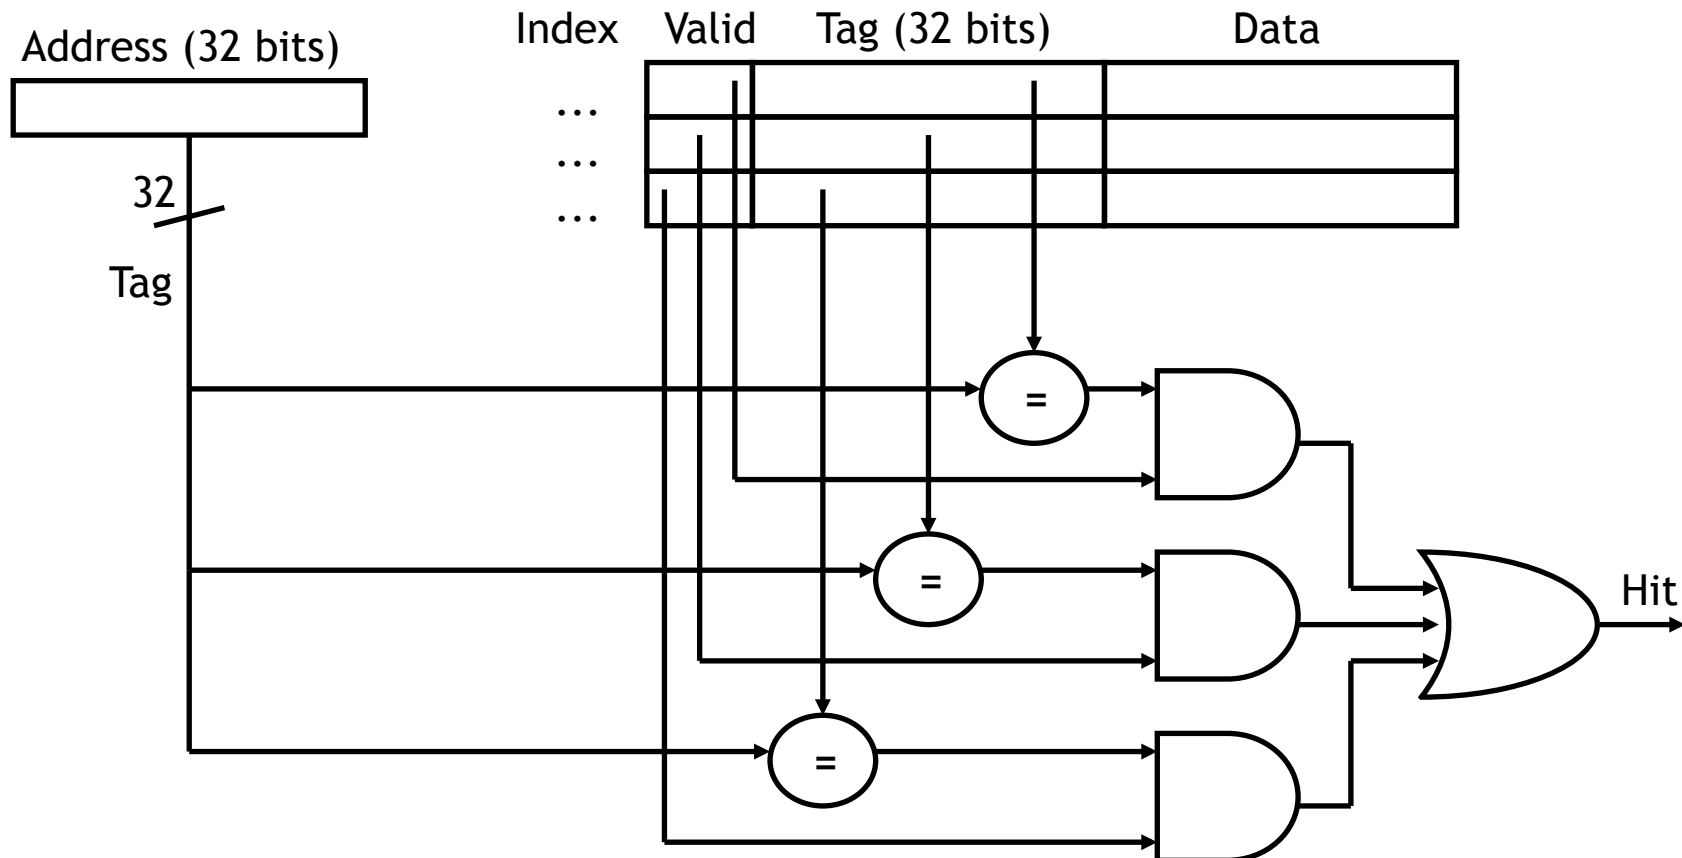 Address (32 bits)
Index Valid Tag (32 bits) Data
...
...
...
32
Tag
=
=
=
Hit